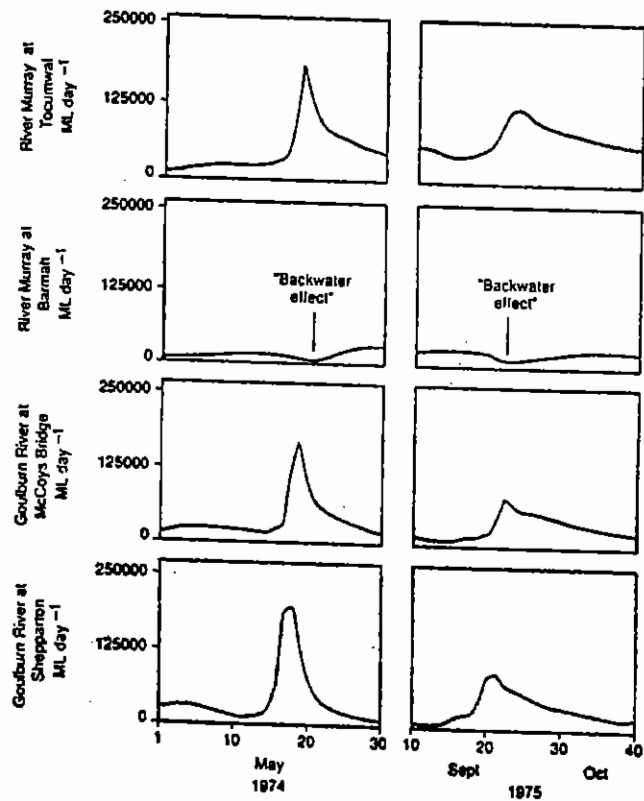 River Murray at
Tocumwal
ML day −1
250000
125000
0
River Murray at
Barmah
ML day −1
250000
125000
0
"Backwater
effect"
"Backwater
effect"
Goulburn River at
McCoys Bridge
ML day −1
250000
125000
0
Goulburn River at
Shepparton
ML day −1
250000
125000
0
1
10
20
30
May
1974
10
20
30
40
Sept
Oct
1975